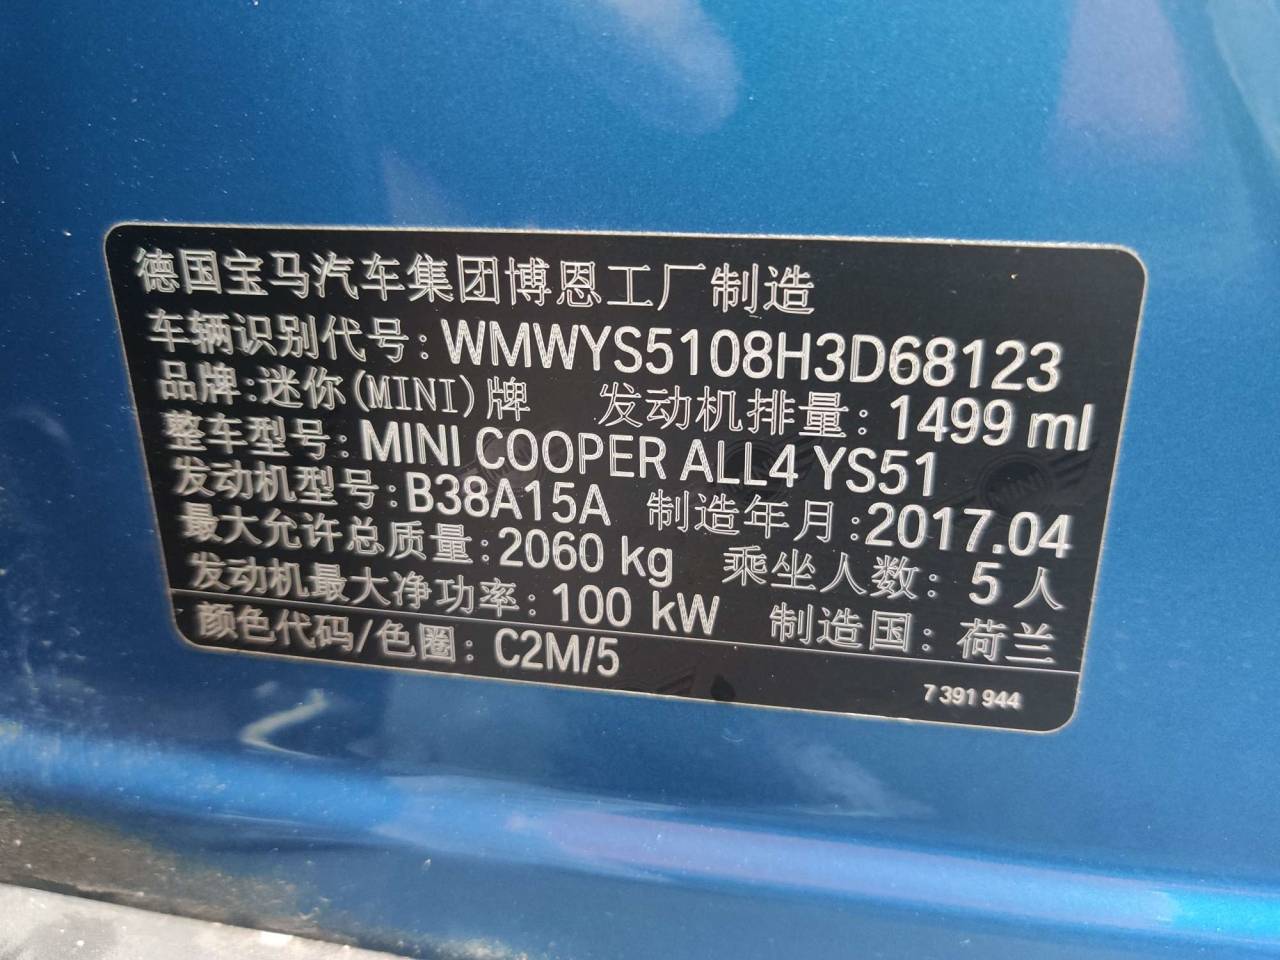 德国宝马汽车集团博恩工厂制造
车辆识别代号:WMWYS5108H3D68123
品牌:迷你(MINI)牌 发动机排量:1499 ml
整车型号:MINI COOPER ALL4 YS51
发动机型号:B38A15A 制造年月:2017.04
最大允许总质量:2060 kg 乘坐人数:5人
发动机最大净功率:100 kW 制造国:荷兰
颜色代码/色圈:C2M/5
7 391 944